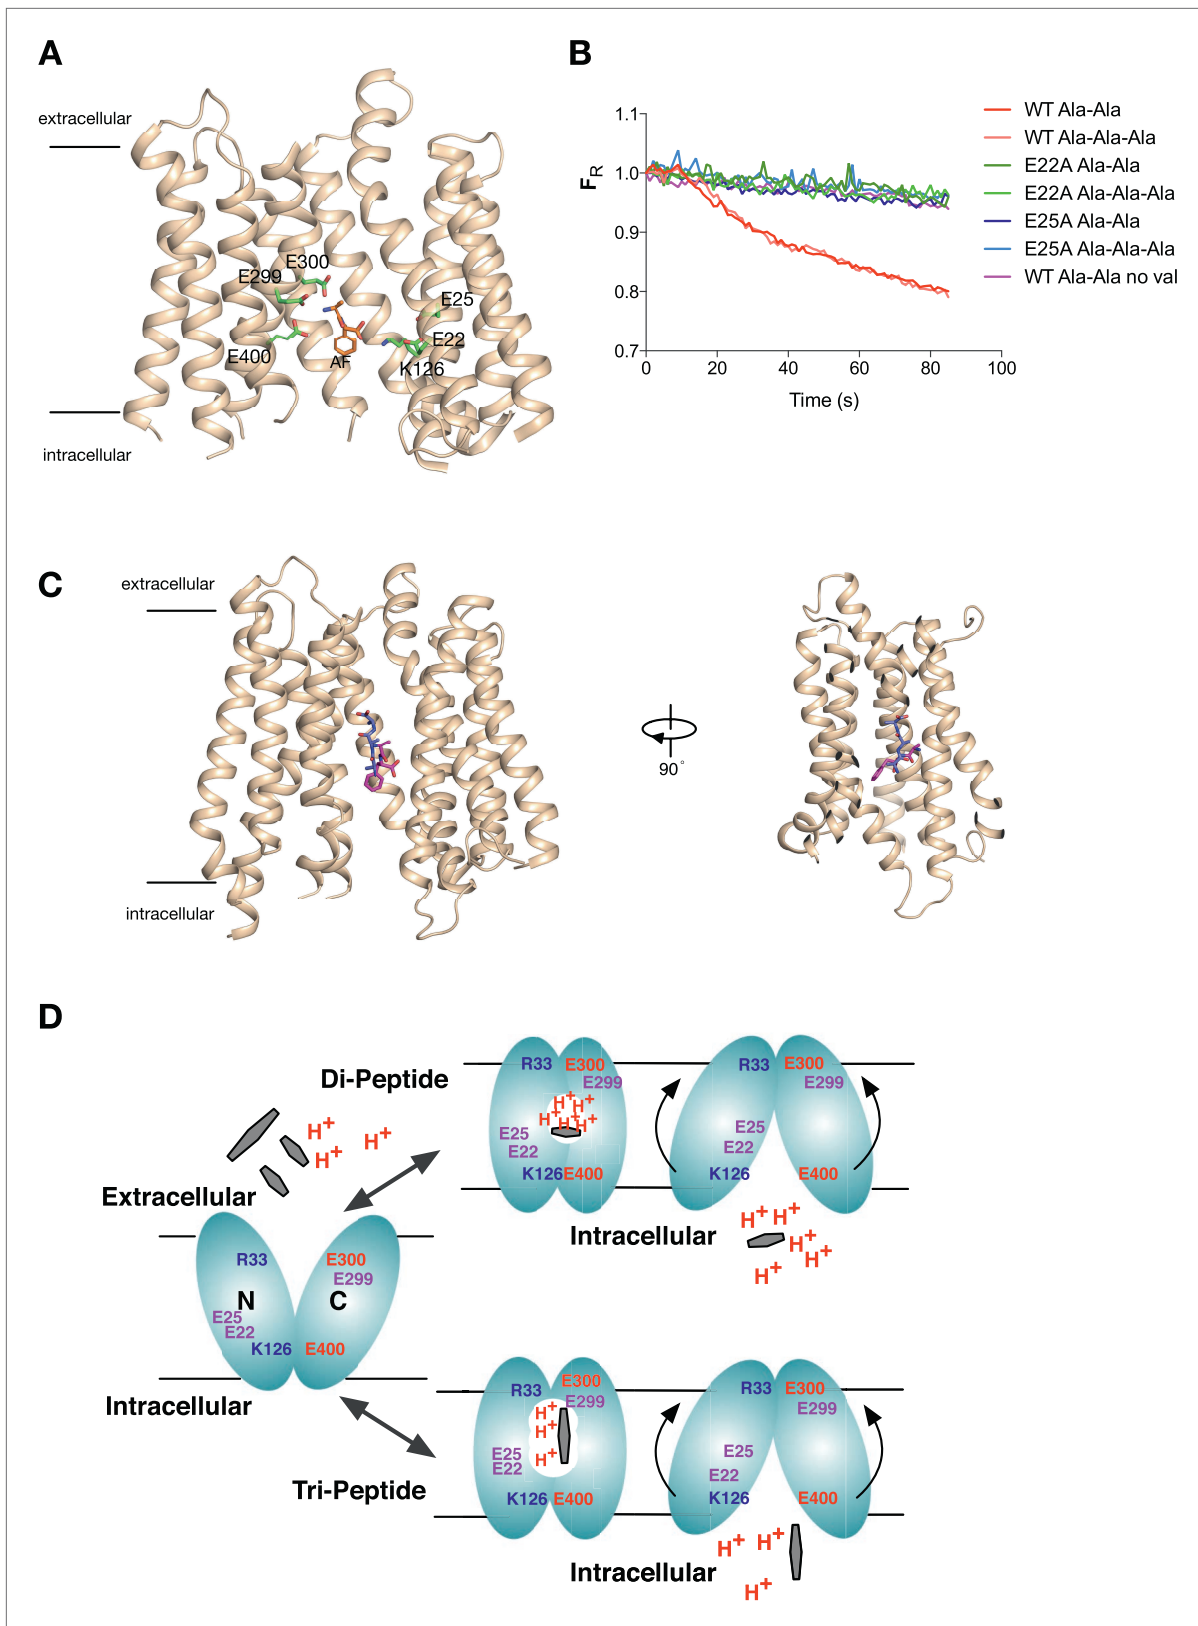 A
extracellular
E300
E299
E25
E22
E400
AF
K126
intracellular
B
1.1
1.0
0.9
0.8
0.7
FR
0
20
40
60
80
100
Time (s)
WT Ala-Ala
WT Ala-Ala-Ala
E22A Ala-Ala
E22A Ala-Ala-Ala
E25A Ala-Ala
E25A Ala-Ala-Ala
WT Ala-Ala no val
C
extracellular
intracellular
90°
D
Di-Peptide
H+
H+
H+
Extracellular
R33
E300
E299
N
C
E25
E22
K126
E400
Intracellular
R33
E300
E299
H+
H+
H+
H+
H+
E25
E22
K126
E400
R33
E300
E299
E25
E22
K126
E400
Intracellular
H+
H+
H+
H+
H+
Tri-Peptide
R33
E300
E299
H+
H+
H+
E25
E22
K126
E400
R33
E300
E299
E25
E22
K126
E400
Intracellular
H+
H+
H+